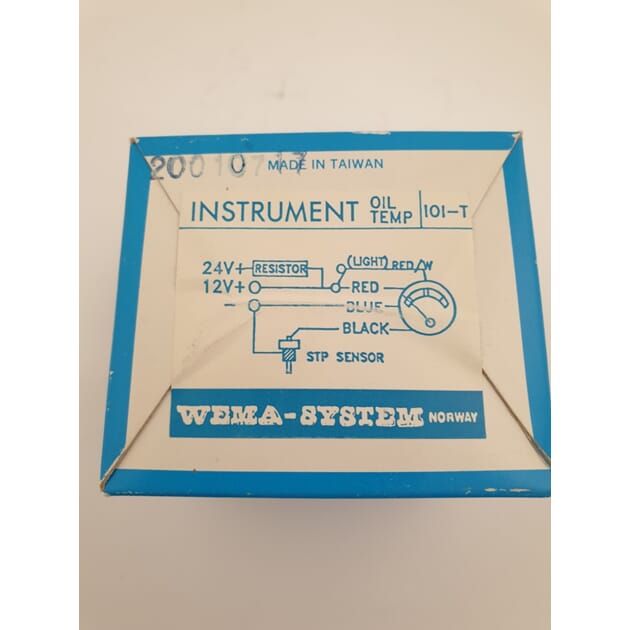 20010717 MADE IN TAIWAN
INSTRUMENT OIL TEMP 101-T
24V+ RESISTOR (LIGHT) RED/W
12V+ RED
- BLUE
BLACK
STP SENSOR
WEMA-SYSTEM NORWAY